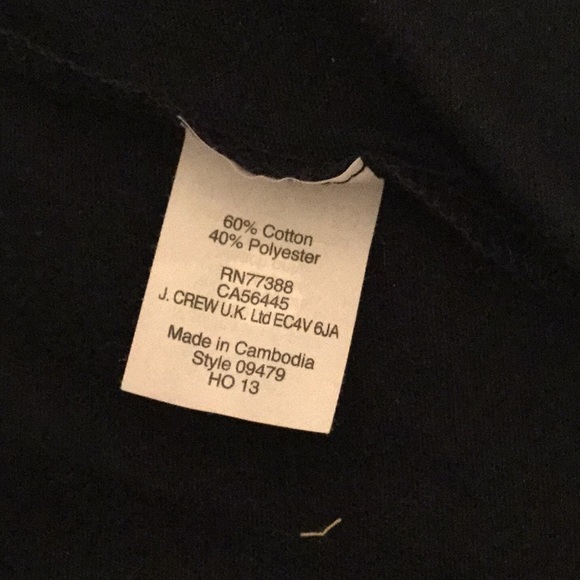 60% Cotton
40% Polyester
RN77388
CA56445
J. CREW U.K. Ltd EC4V 6JA
Made in Cambodia
Style 09479
HO 13